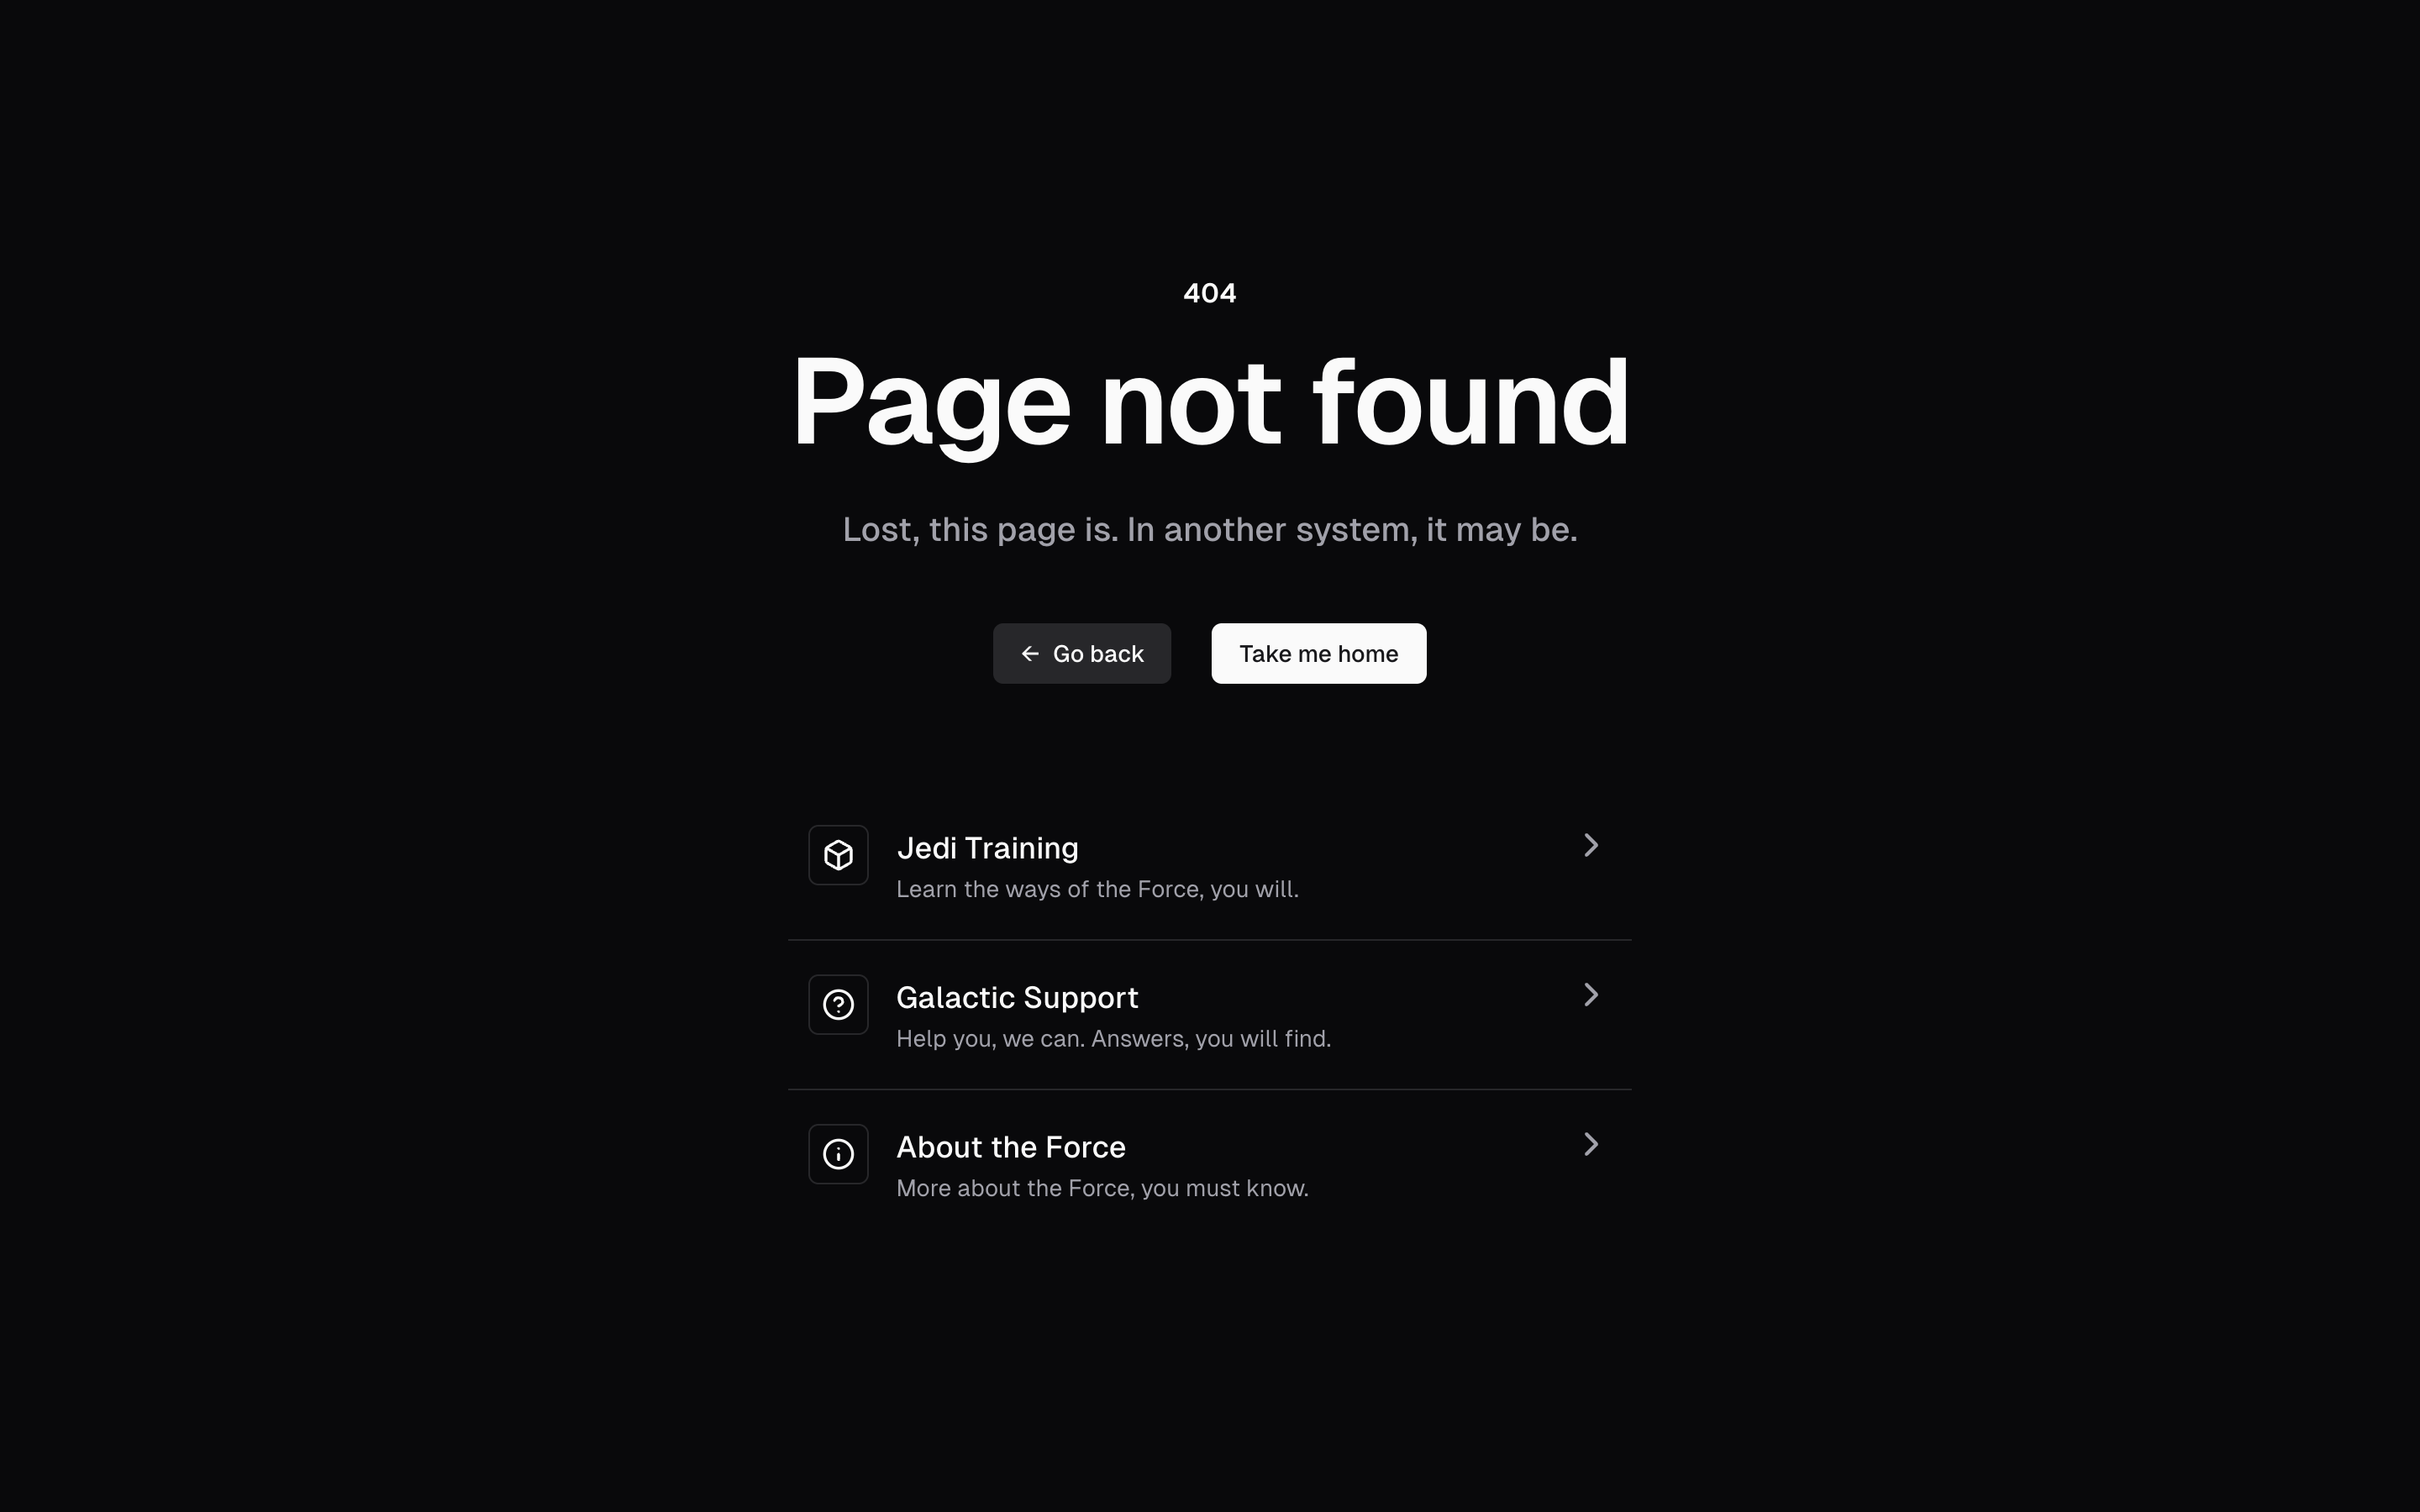 404
Page not found
Lost, this page is. In another system, it may be.
Go back
Take me home
Jedi Training
Learn the ways of the Force, you will.
Galactic Support
Help you, we can. Answers, you will find.
About the Force
More about the Force, you must know.